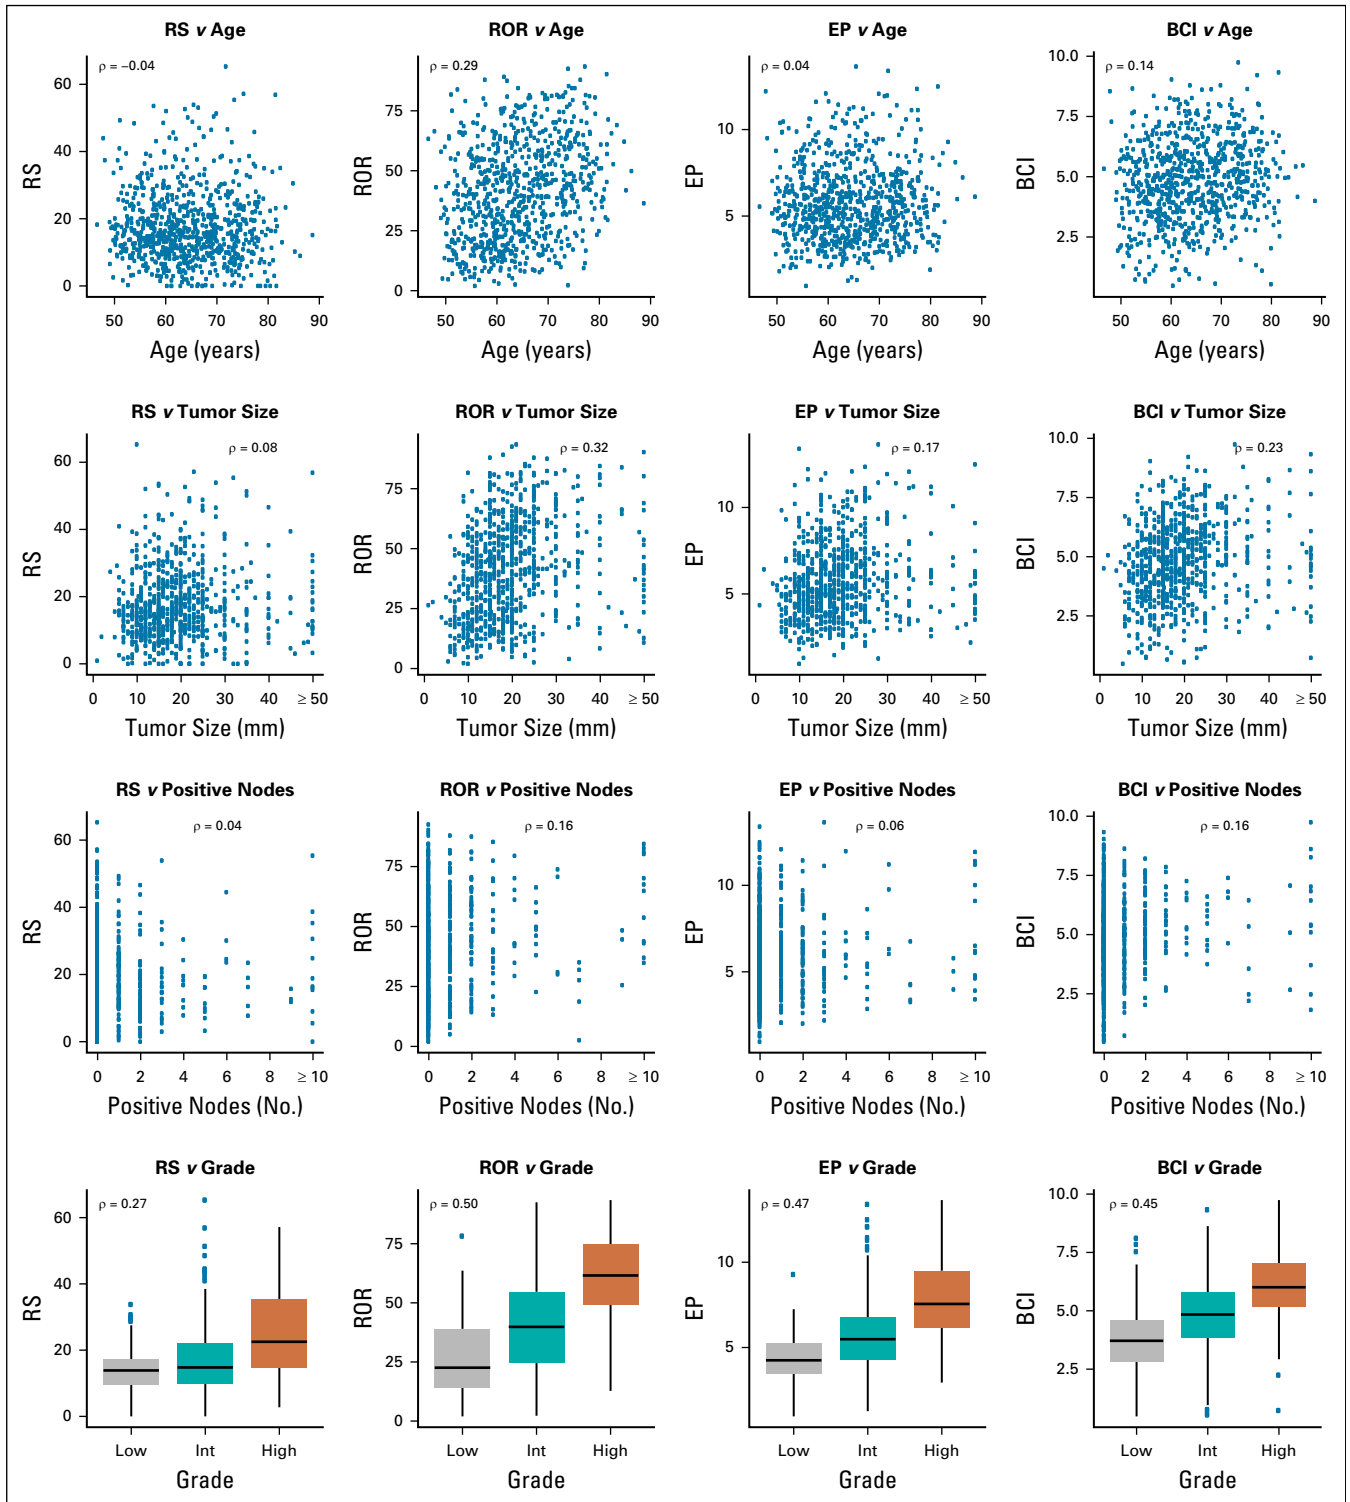 RS v Age
ρ = –0.04
60
40
20
0
RS
50 60 70 80 90
Age (years)
ROR v Age
ρ = 0.29
75
50
25
0
ROR
50 60 70 80 90
Age (years)
EP v Age
ρ = 0.04
10
5
EP
50 60 70 80 90
Age (years)
BCI v Age
ρ = 0.14
10.0
7.5
5.0
2.5
BCI
50 60 70 80 90
Age (years)
RS v Tumor Size
ρ = 0.08
60
40
20
0
RS
0 10 20 30 40 ≥ 50
Tumor Size (mm)
ROR v Tumor Size
ρ = 0.32
75
50
25
0
ROR
0 10 20 30 40 ≥ 50
Tumor Size (mm)
EP v Tumor Size
ρ = 0.17
10
5
EP
0 10 20 30 40 ≥ 50
Tumor Size (mm)
BCI v Tumor Size
ρ = 0.23
10.0
7.5
5.0
2.5
BCI
0 10 20 30 40 ≥ 50
Tumor Size (mm)
RS v Positive Nodes
ρ = 0.04
60
40
20
0
RS
0 2 4 6 8 ≥ 10
Positive Nodes (No.)
ROR v Positive Nodes
ρ = 0.16
75
50
25
0
ROR
0 2 4 6 8 ≥ 10
Positive Nodes (No.)
EP v Positive Nodes
ρ = 0.06
10
5
EP
0 2 4 6 8 ≥ 10
Positive Nodes (No.)
BCI v Positive Nodes
ρ = 0.16
10.0
7.5
5.0
2.5
BCI
0 2 4 6 8 ≥ 10
Positive Nodes (No.)
RS v Grade
ρ = 0.27
60
40
20
0
RS
Low Int High
Grade
ROR v Grade
ρ = 0.50
75
50
25
0
ROR
Low Int High
Grade
EP v Grade
ρ = 0.47
10
5
EP
Low Int High
Grade
BCI v Grade
ρ = 0.45
10.0
7.5
5.0
2.5
BCI
Low Int High
Grade